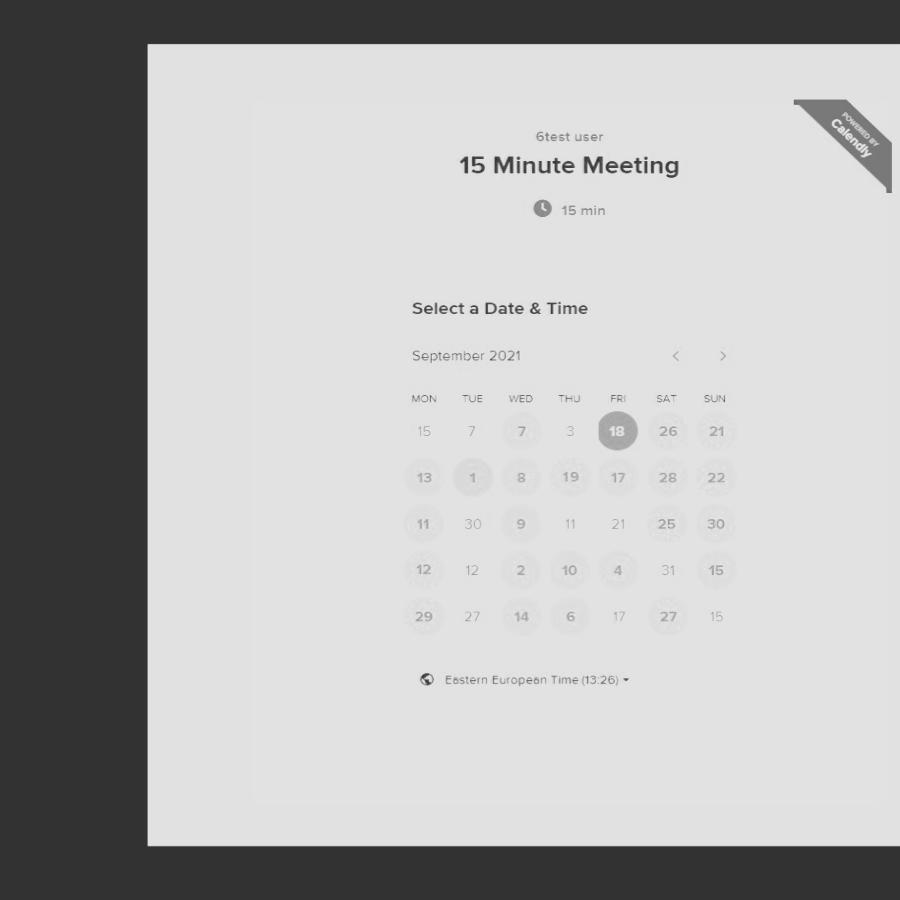 POWERED BY
Calendly
6test user
15 Minute Meeting
15 min
Select a Date & Time
September 2021
MON TUE WED THU FRI SAT SUN
15 7 7 3 18 26 21
13 1 8 19 17 28 22
11 30 9 11 21 25 30
12 12 2 10 4 31 15
29 27 14 6 17 27 15
Eastern European Time (13:26)